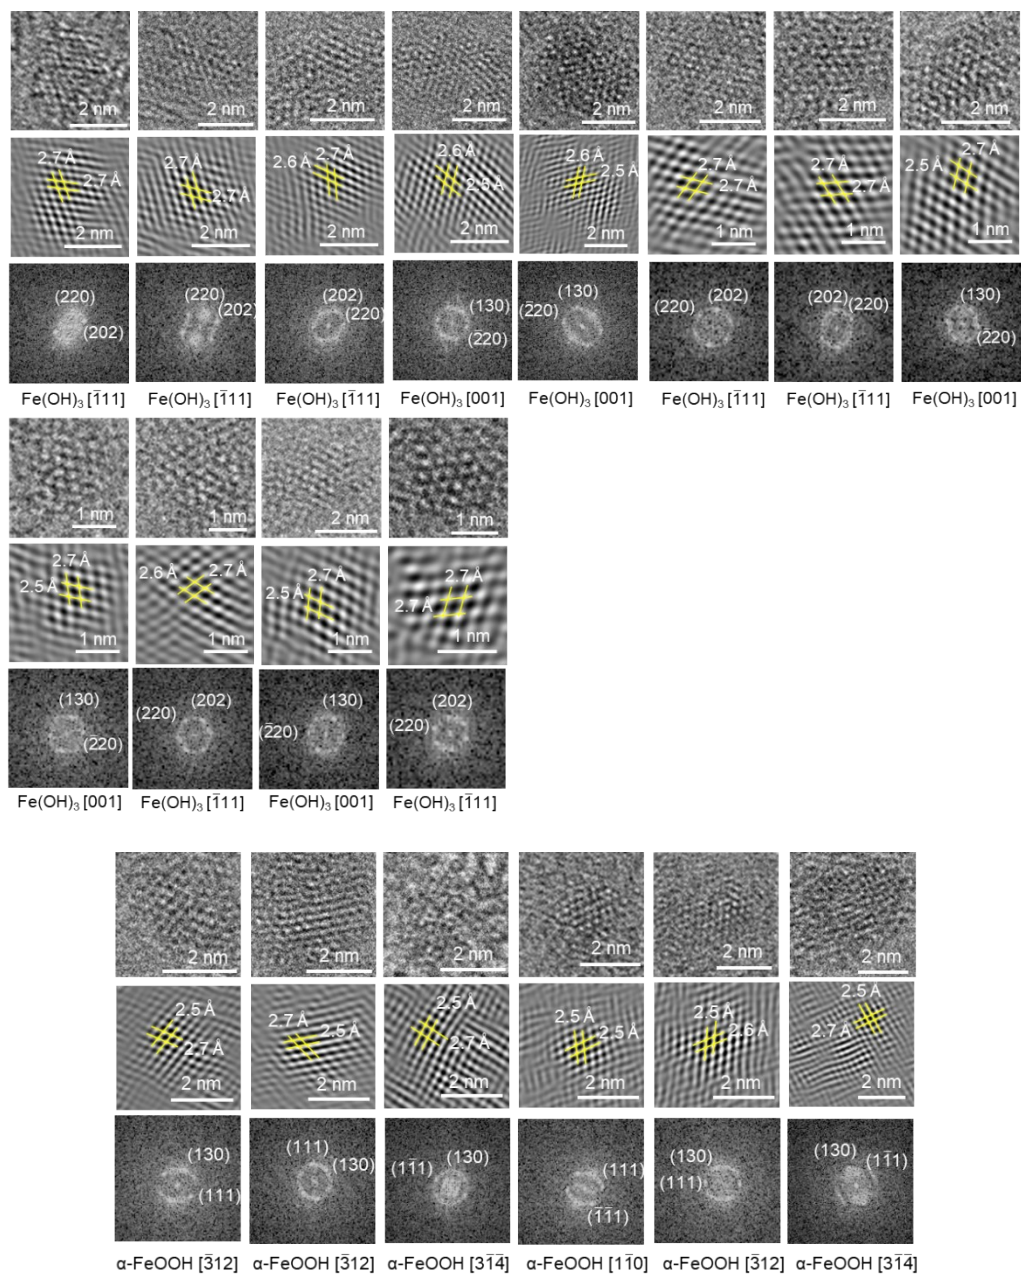 2 nm 2 nm 2 nm 2 nm 2 nm 2 nm 2 nm 2 nm
2.7 Å 2.7 Å 2.6 Å 2.7 Å 2.6 Å 2.6 Å 2.7 Å 2.7 Å 2.5 Å 2.7 Å
2.7 Å 2.7 Å 2.5 Å 2.5 Å 2.7 Å 2.7 Å
2 nm 2 nm 2 nm 2 nm 2 nm 1 nm 1 nm 1 nm
(220) (220) (202) (130) (202) (202) (130)
(202) (202) (220) (130) (2̅20) (220) (220)
(2̅20) (2̅20)
Fe(OH)₃ [1̅11] Fe(OH)₃ [1̅11] Fe(OH)₃ [1̅11] Fe(OH)₃ [001] Fe(OH)₃ [001] Fe(OH)₃ [1̅11] Fe(OH)₃ [1̅11] Fe(OH)₃ [001]
1 nm 1 nm 2 nm 1 nm
2.7 Å 2.6 Å 2.7 Å 2.7 Å 2.7 Å
2.5 Å 2.5 Å 2.7 Å
1 nm 1 nm 1 nm 1 nm
(130) (202) (130) (202)
(2̅20) (220) (2̅20) (220)
Fe(OH)₃ [001] Fe(OH)₃ [1̅11] Fe(OH)₃ [001] Fe(OH)₃ [1̅11]
2 nm 2 nm 2 nm 2 nm 2 nm 2 nm
2.5 Å 2.7 Å 2.5 Å 2.5 Å 2.5 Å 2.5 Å
2.7 Å 2.5 Å 2.7 Å 2.5 Å 2.6 Å 2.7 Å
2 nm 2 nm 2 nm 2 nm 2 nm 2 nm
(130) (111) (130) (111) (130) (130)
(111) (130) (11̅1) (1̅1̅1) (111) (11̅1)
α-FeOOH [3̅12] α-FeOOH [3̅12] α-FeOOH [31̅4̅] α-FeOOH [11̅0] α-FeOOH [3̅12] α-FeOOH [31̅4̅]